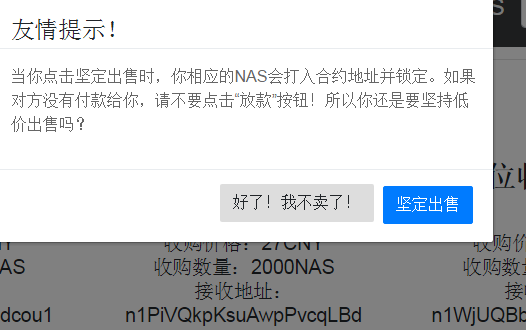 AS
友情提示！
当你点击坚定出售时，你相应的NAS会打入合约地址并锁定。如果
对方没有付款给你，请不要点击“放款”按钮！所以你还是要坚持低
价出售吗？
位收
好了！我不卖了！
坚定出售
收购价格：27CNY
收购价
AS
收购数量：2000NAS
收购数
接收地址：
接
dcou1
n1PiVQkpKsuAwpPvcqLBd
n1WjUQBb